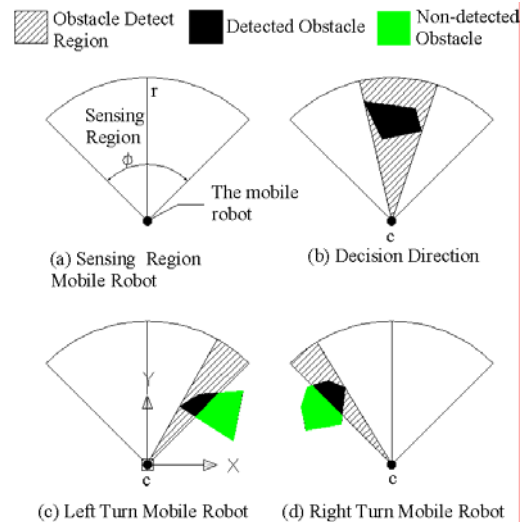 Obstacle Detect
Region
Detected Obstacle
Non-detected
Obstacle
r
Sensing
Region
ϕ
The mobile
robot
c
(a) Sensing Region
Mobile Robot
(b) Decision Direction
Y
X
c
c
(c) Left Turn Mobile Robot
(d) Right Turn Mobile Robot